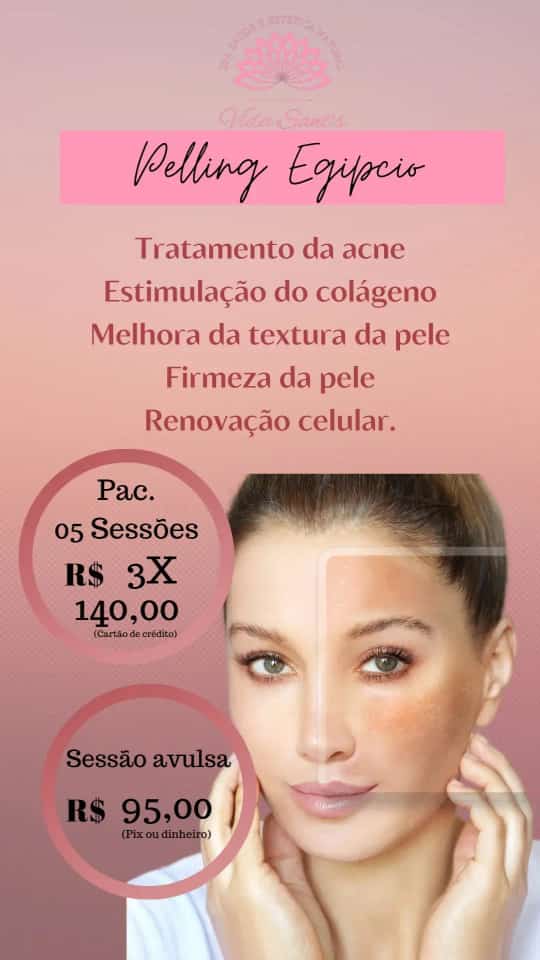 Vida Santos
Pelling Egipcio
Tratamento da acne
Estimulação do colágeno
Melhora da textura da pele
Firmeza da pele
Renovação celular.
Pac.
05 Sessões
R$ 3X
140,00
(Cartão de crédito)
Sessão avulsa
R$ 95,00
(Pix ou dinheiro)